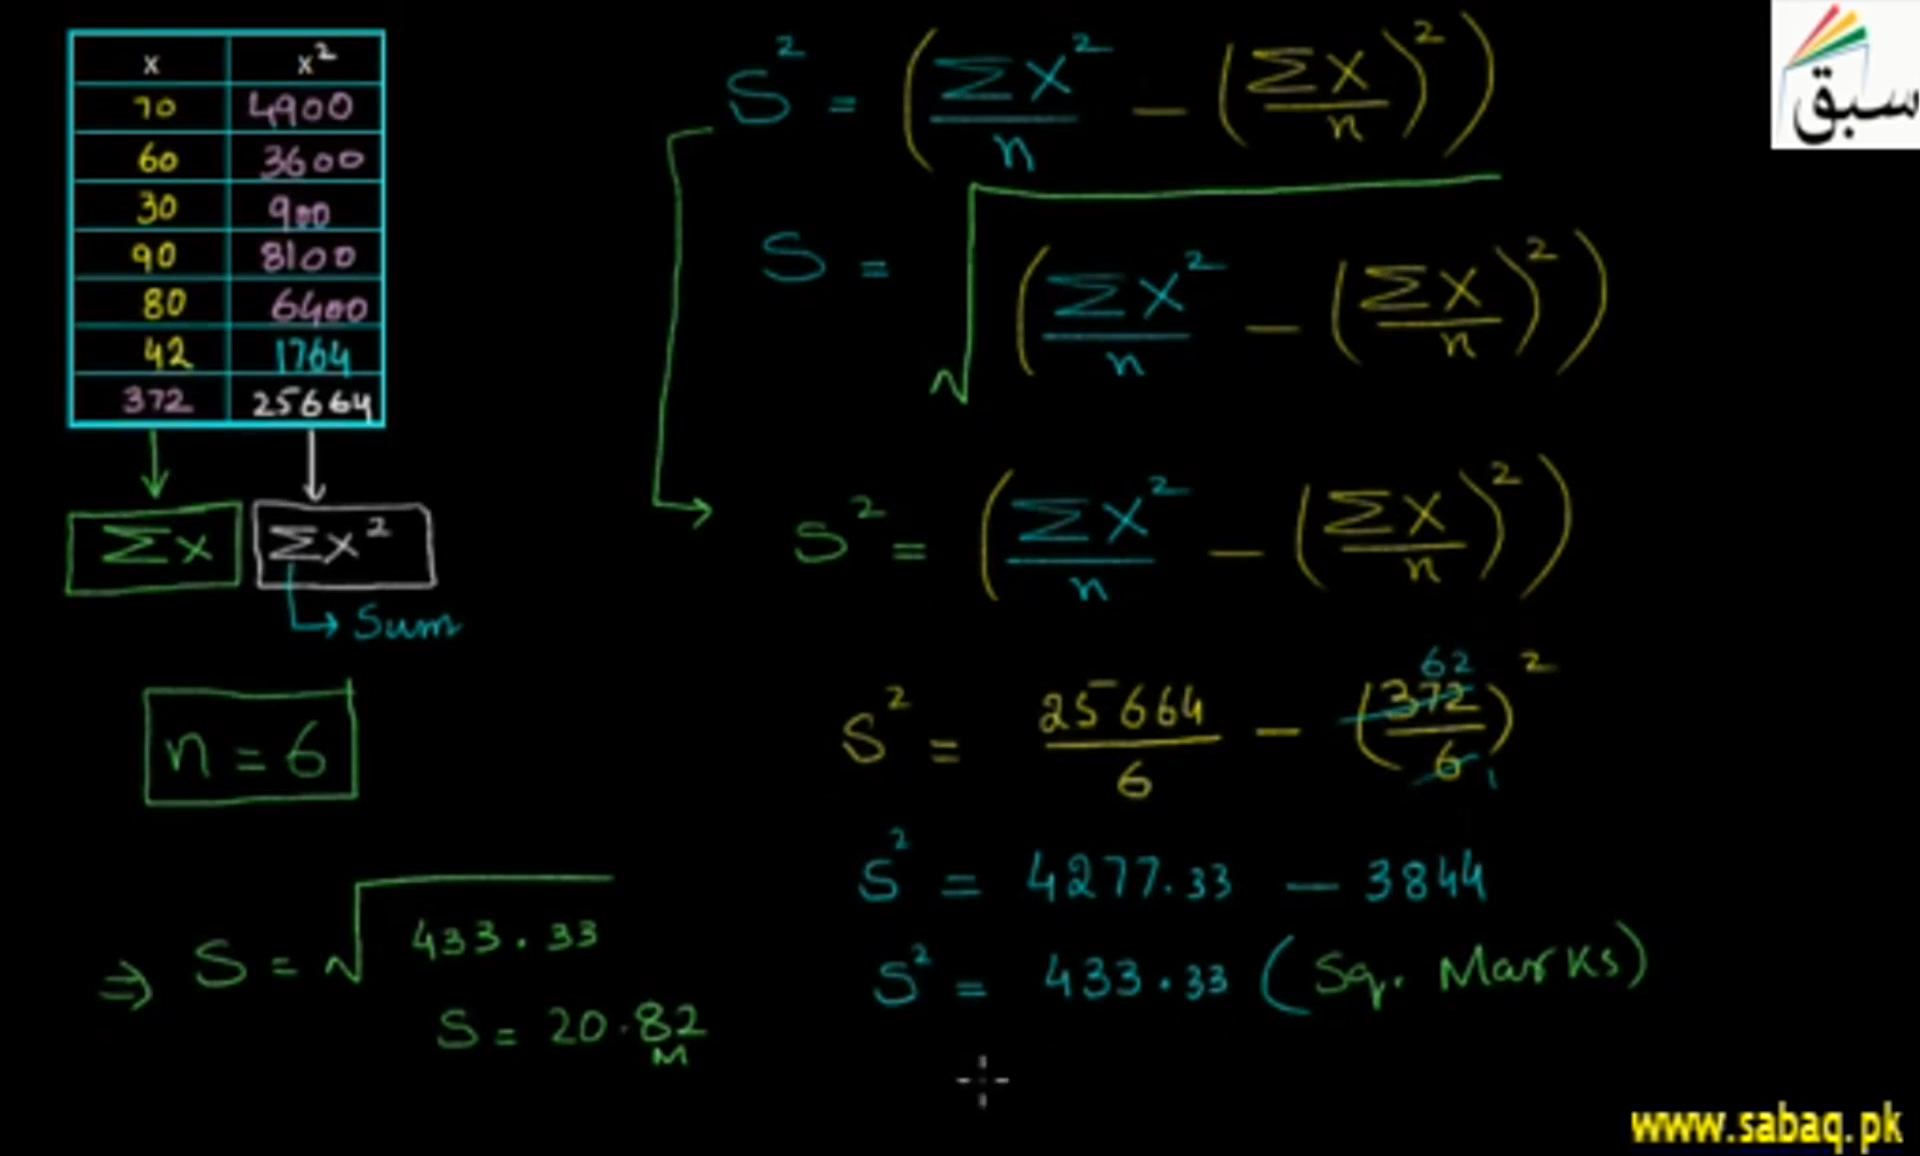 x x²
70 4900
60 3600
30 900
90 8100
80 6400
42 1764
372 25664
Σx Σx²
Sum
n = 6
⇒ S = √433.33
S = 20.82
M
S² = (Σx²/n − (Σx/n)²)
S = √(Σx²/n − (Σx/n)²)
S² = (Σx²/n − (Σx/n)²)
62
S² = 25664/6 − (372/6)²
1
S² = 4277.33 − 3844
S² = 433.33 (Sq. Marks)
سبق
www.sabaq.pk